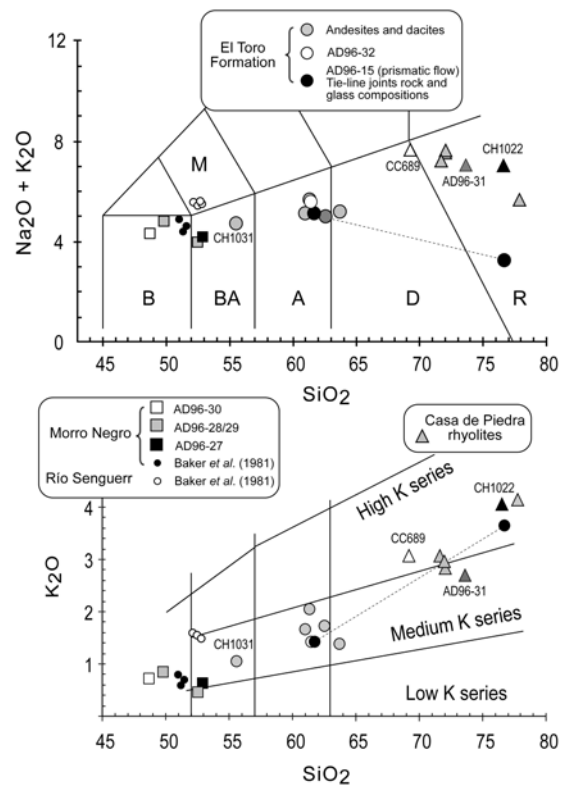 El Toro
Formation
Andesites and dacites
AD96-32
AD96-15 (prismatic flow)
Tie-line joints rock and
glass compositions
12
8
4
0
Na₂O + K₂O
M
B
BA
A
D
R
CH1031
CC689
AD96-31
CH1022
45 50 55 60 65 70 75 80
SiO₂
Morro Negro
AD96-30
AD96-28/29
AD96-27
Baker et al. (1981)
Río Senguerr
Baker et al. (1981)
Casa de Piedra
rhyolites
4
3
2
1
K₂O
High K series
CH1022
CC689
AD96-31
CH1031
Medium K series
Low K series
45 50 55 60 65 70 75 80
SiO₂